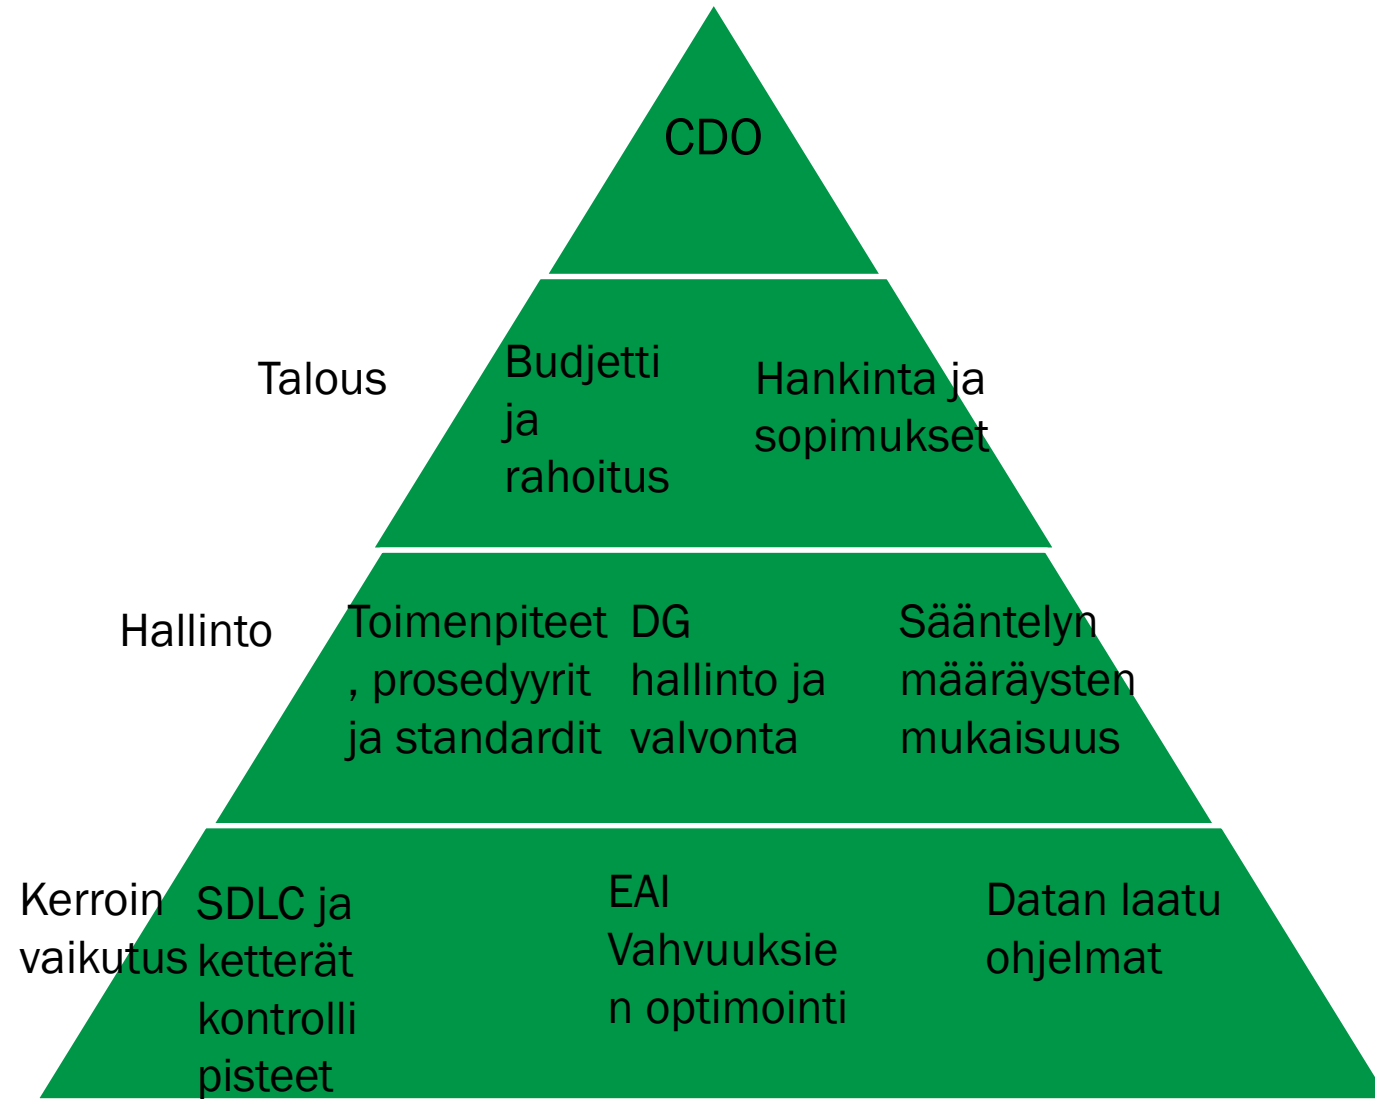 CDO
Talous
Budjetti
ja
rahoitus
Hankinta ja
sopimukset
Hallinto
Toimenpiteet
, prosedyyrit
ja standardit
DG
hallinto ja
valvonta
Sääntelyn
määräysten
mukaisuus
Kerroin
vaikutus
SDLC ja
ketterät
kontrolli
pisteet
EAI
Vahvuuksie
n optimointi
Datan laatu
ohjelmat